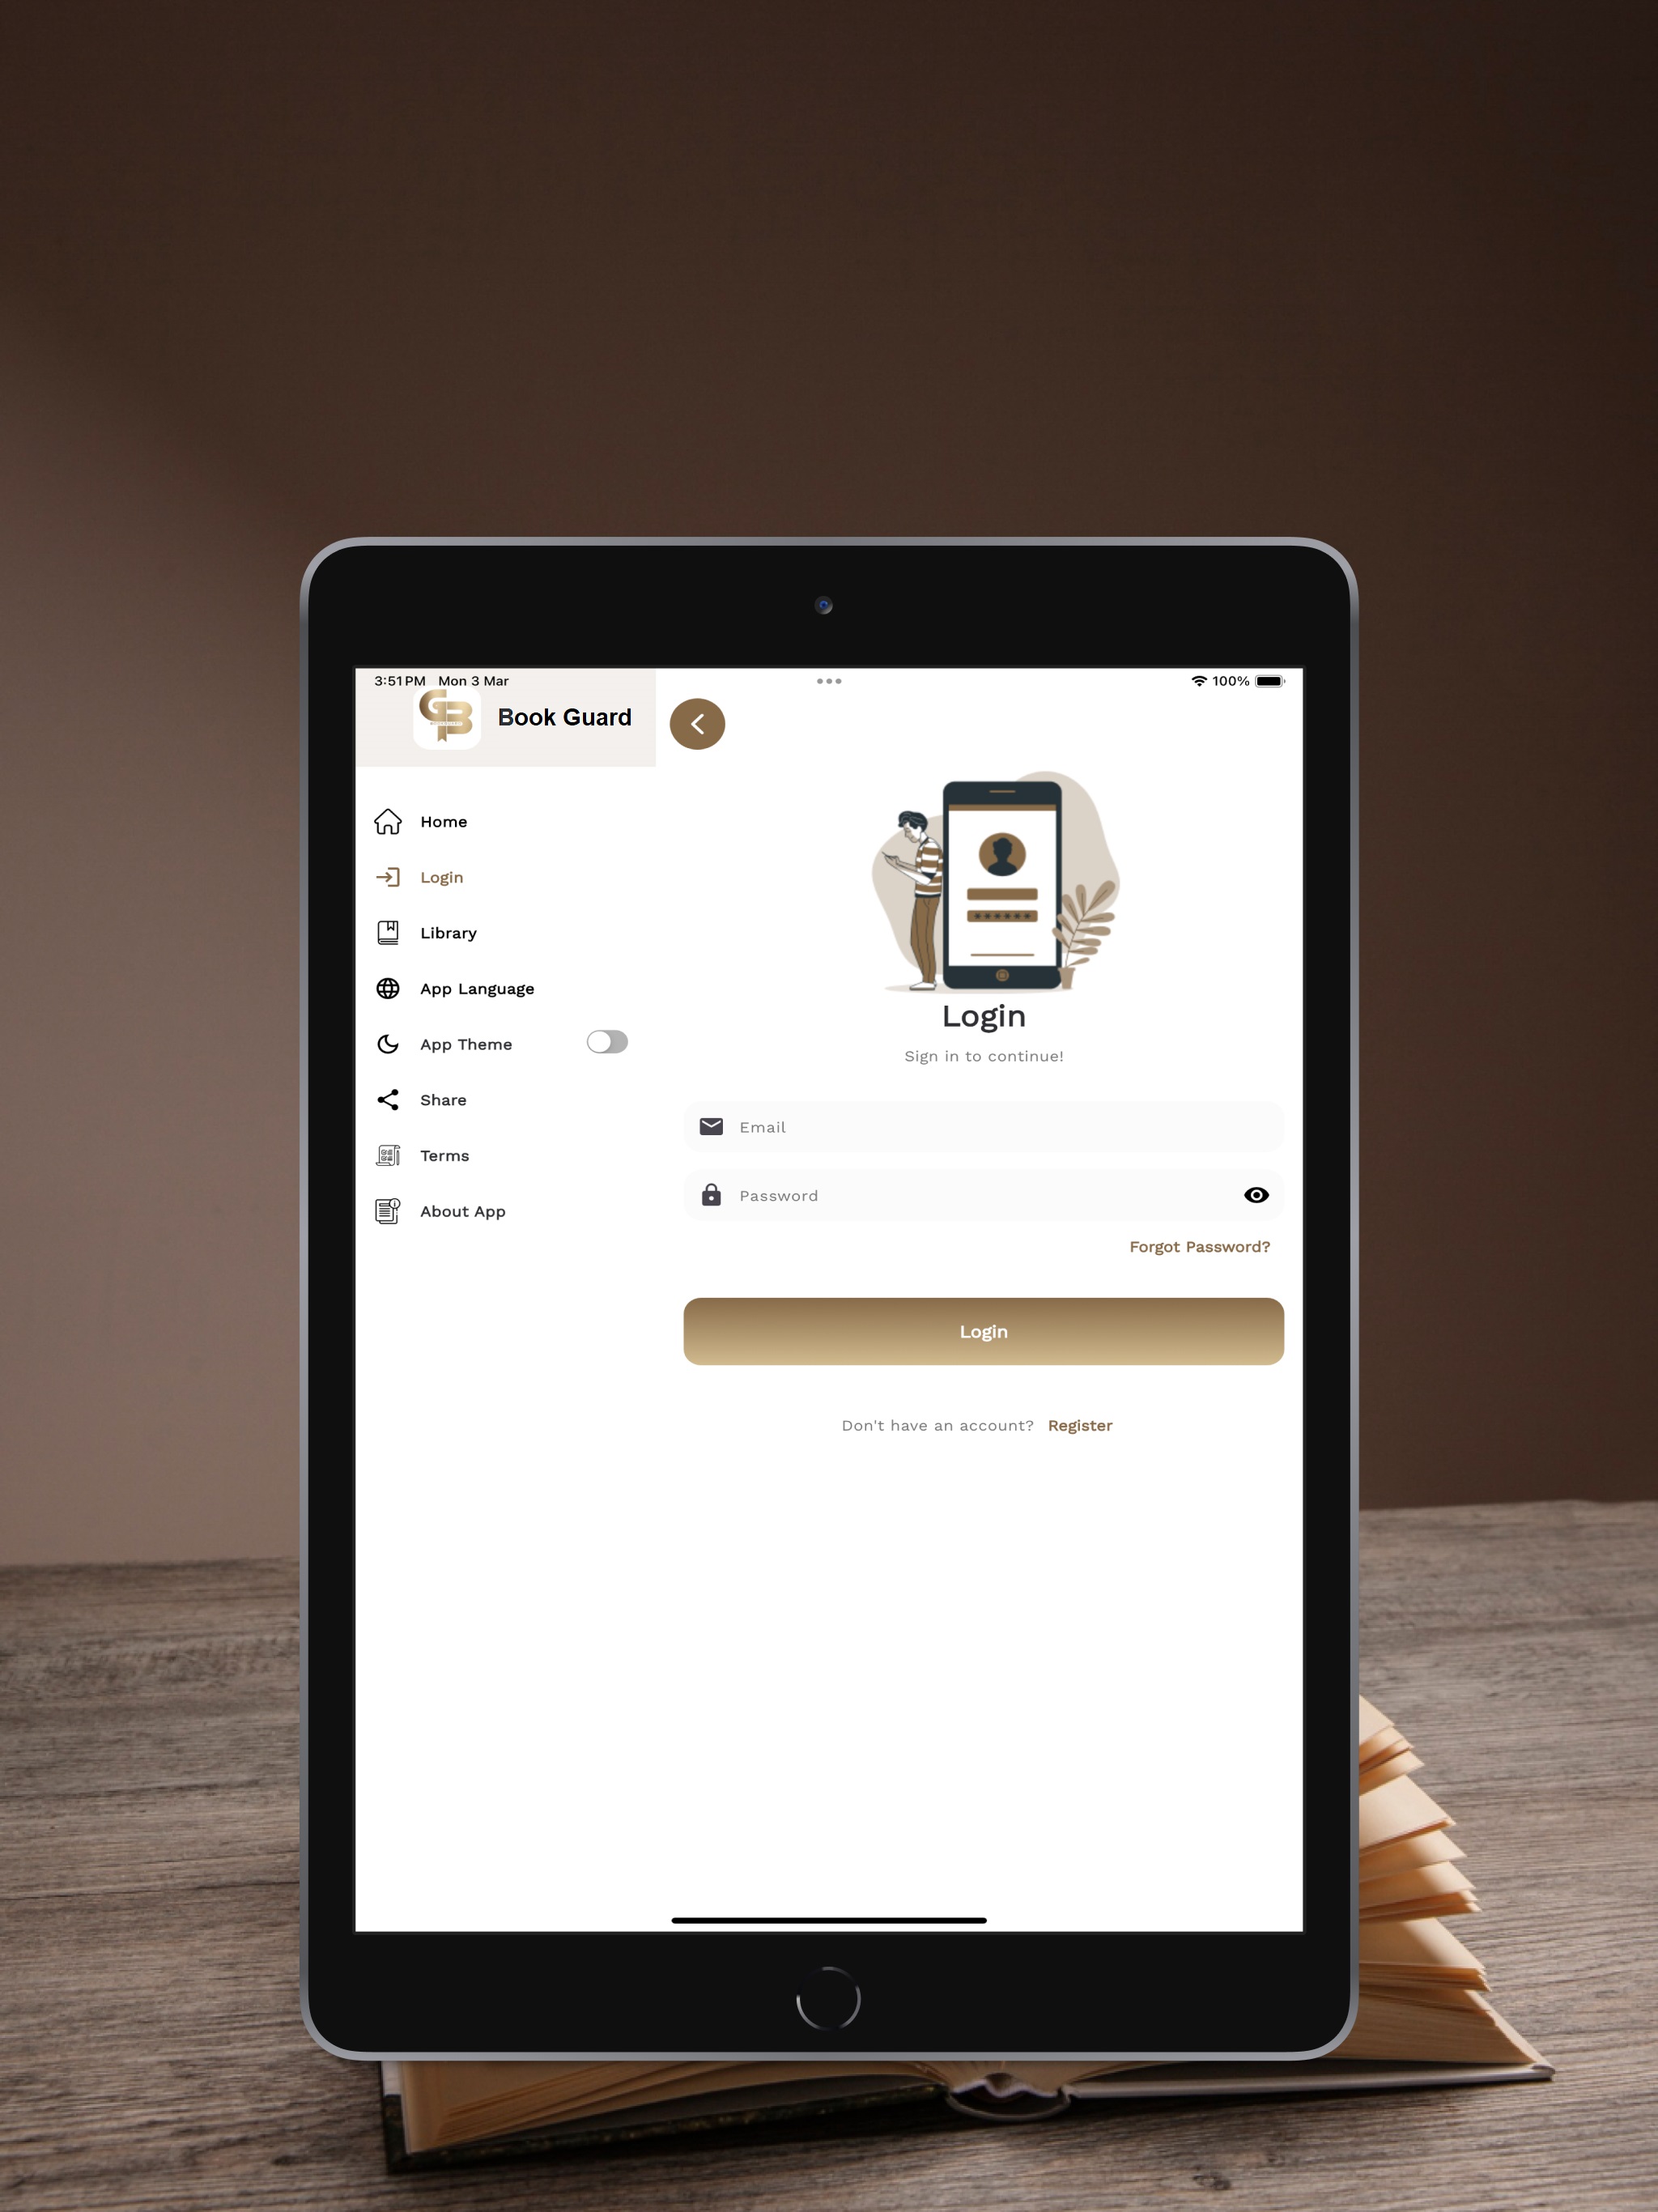 3:51 PM Mon 3 Mar
100%
Book Guard
Home
Login
Library
App Language
App Theme
Share
Terms
About App
Login
Sign in to continue!
Email
Password
Forgot Password?
Login
Don't have an account? Register